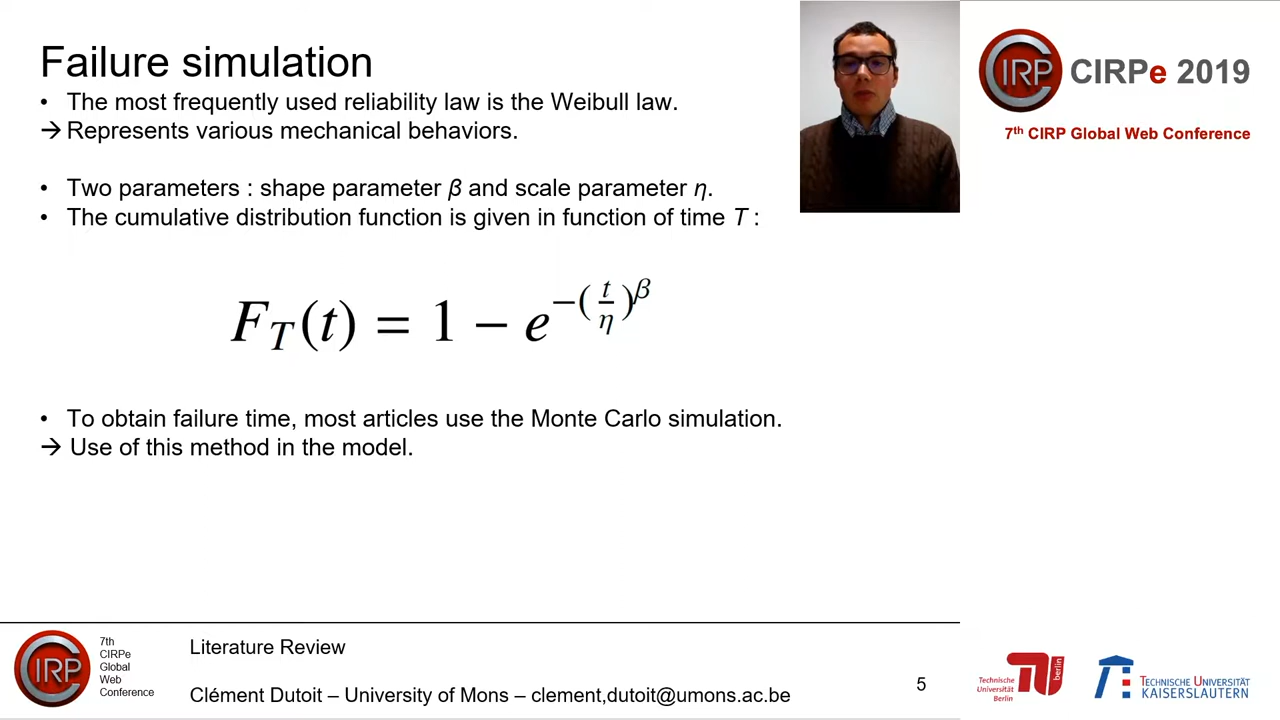 Failure simulation
• The most frequently used reliability law is the Weibull law.
→ Represents various mechanical behaviors.
• Two parameters : shape parameter β and scale parameter η.
• The cumulative distribution function is given in function of time T :
F_T(t) = 1 − e^{−(t/η)^β}
• To obtain failure time, most articles use the Monte Carlo simulation.
→ Use of this method in the model.
CIRP
CIRPe 2019
7th CIRP Global Web Conference
CIRP
7th
CIRPe
Global
Web
Conference
Literature Review
Clément Dutoit – University of Mons – clement,dutoit@umons.ac.be
5
Technische
Universität
Berlin
berlin
TECHNISCHE UNIVERSITÄT
KAISERSLAUTERN